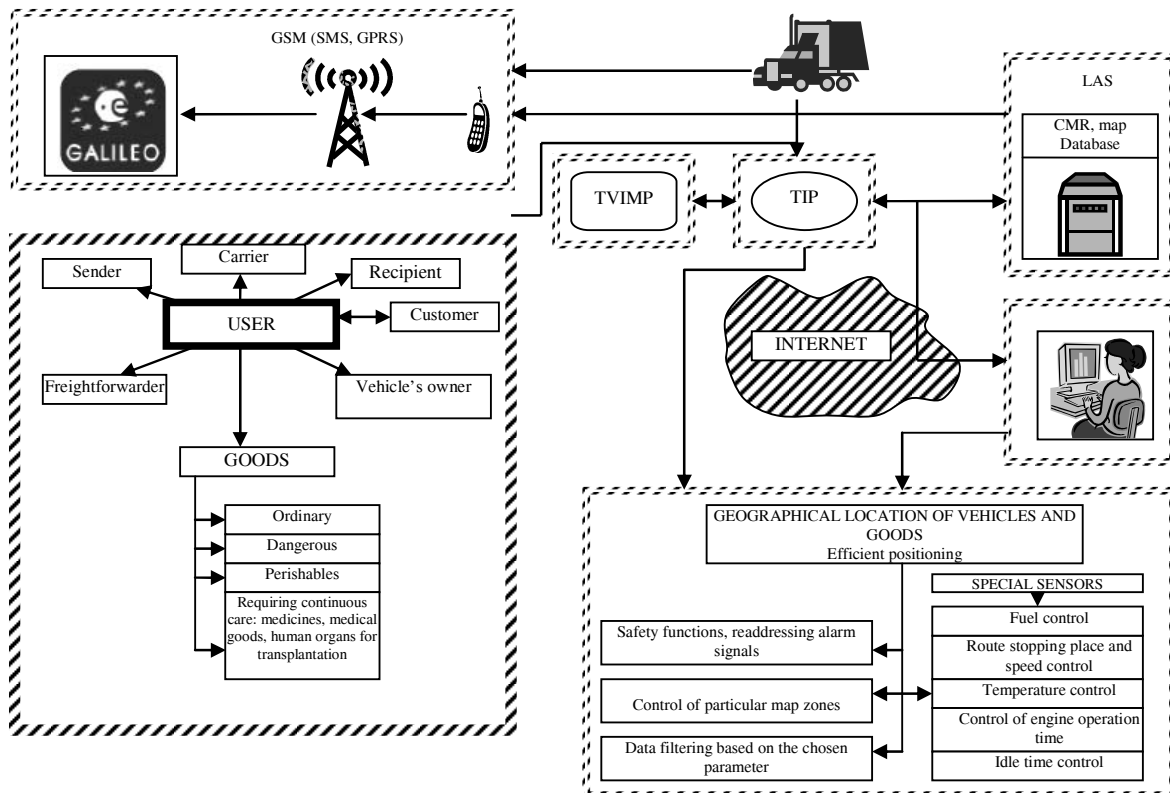 GSM (SMS, GPRS)
GALILEO
LAS
CMR, map
Database
TVIMP
TIP
Sender
Carrier
Recipient
USER
Customer
Freightforwarder
Vehicle's owner
INTERNET
GOODS
Ordinary
Dangerous
Perishables
Requiring continuous
care: medicines, medical
goods, human organs for
transplantation
GEOGRAPHICAL LOCATION OF VEHICLES AND
GOODS
Efficient positioning
SPECIAL SENSORS
Fuel control
Route stopping place and
speed control
Temperature control
Control of engine operation
time
Idle time control
Safety functions, readdressing alarm
signals
Control of particular map zones
Data filtering based on the chosen
parameter